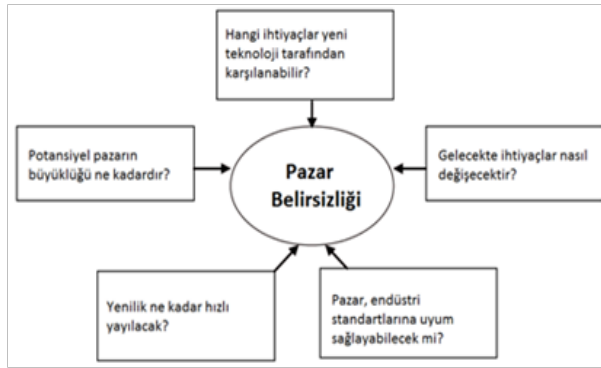 Hangi ihtiyaçlar yeni
teknoloji tarafından
karşılanabilir?
Potansiyel pazarın
büyüklüğü ne kadardır?
Pazar
Belirsizliği
Gelecekte ihtiyaçlar nasıl
değişecektir?
Yenilik ne kadar hızlı
yayılacak?
Pazar, endüstri
standartlarına uyum
sağlayabilecek mi?